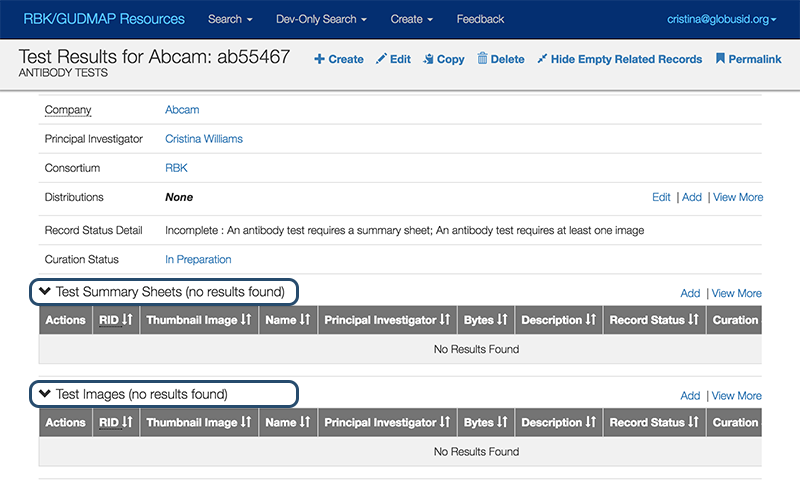 RBK/GUDMAP Resources Search Dev-Only Search Create Feedback cristina@globusid.org
Test Results for Abcam: ab55467 Create Edit Copy Delete Hide Empty Related Records Permalink
ANTIBODY TESTS
Company Abcam
Principal Investigator Cristina Williams
Consortium RBK
Distributions None Edit | Add | View More
Record Status Detail Incomplete : An antibody test requires a summary sheet; An antibody test requires at least one image
Curation Status In Preparation
Test Summary Sheets (no results found) Add | View More
Actions RID Thumbnail Image Name Principal Investigator Bytes Description Record Status Curation
No Results Found
Test Images (no results found) Add | View More
Actions RID Thumbnail Image Name Principal Investigator Bytes Description Record Status Curation
No Results Found